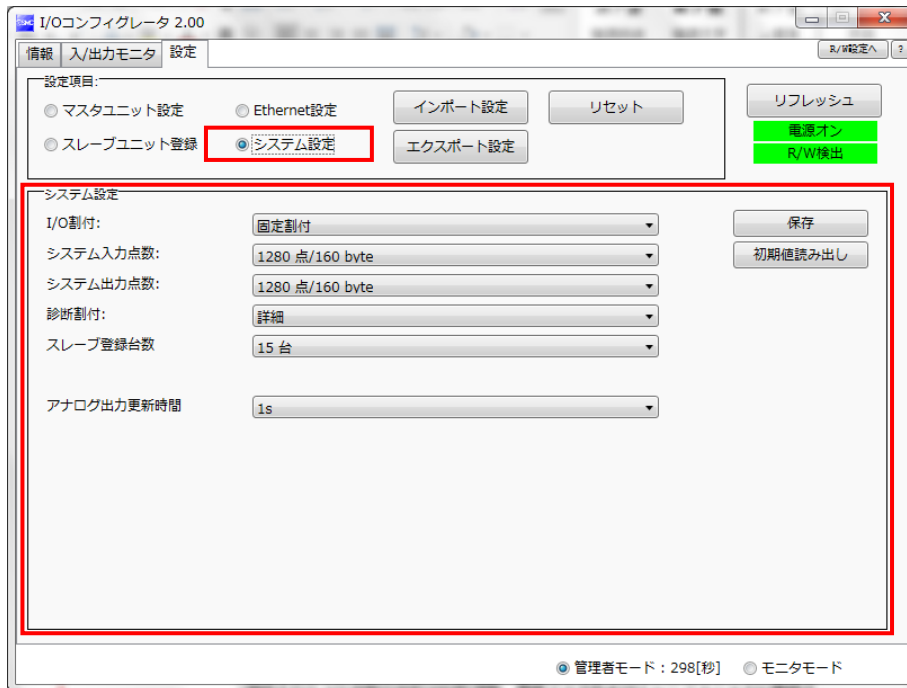 I/Oコンフィグレータ 2.00
情報 入/出力モニタ 設定 R/W設定へ ?
設定項目:
マスタユニット設定 Ethernet設定 インポート設定 リセット リフレッシュ
スレーブユニット登録 システム設定 エクスポート設定 電源オン
R/W検出
システム設定
I/O割付: 固定割付 保存
システム入力点数: 1280 点/160 byte 初期値読み出し
システム出力点数: 1280 点/160 byte
診断割付: 詳細
スレーブ登録台数 15 台
アナログ出力更新時間 1s
管理者モード : 298[秒] モニタモード